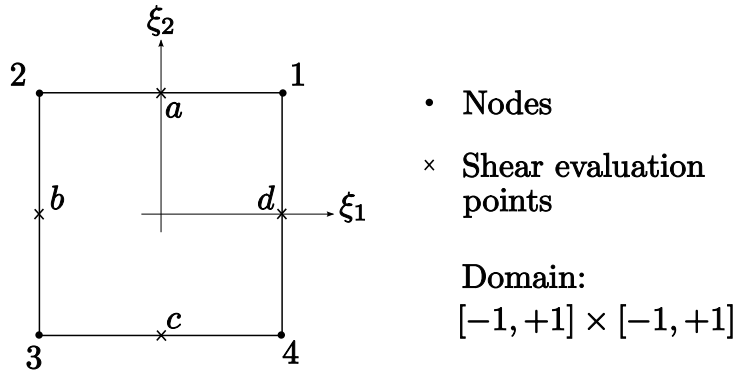 ξ₂
2
1
a
b
d
ξ₁
c
3
4
• Nodes
× Shear evaluation
points
Domain:
[−1, +1] × [−1, +1]